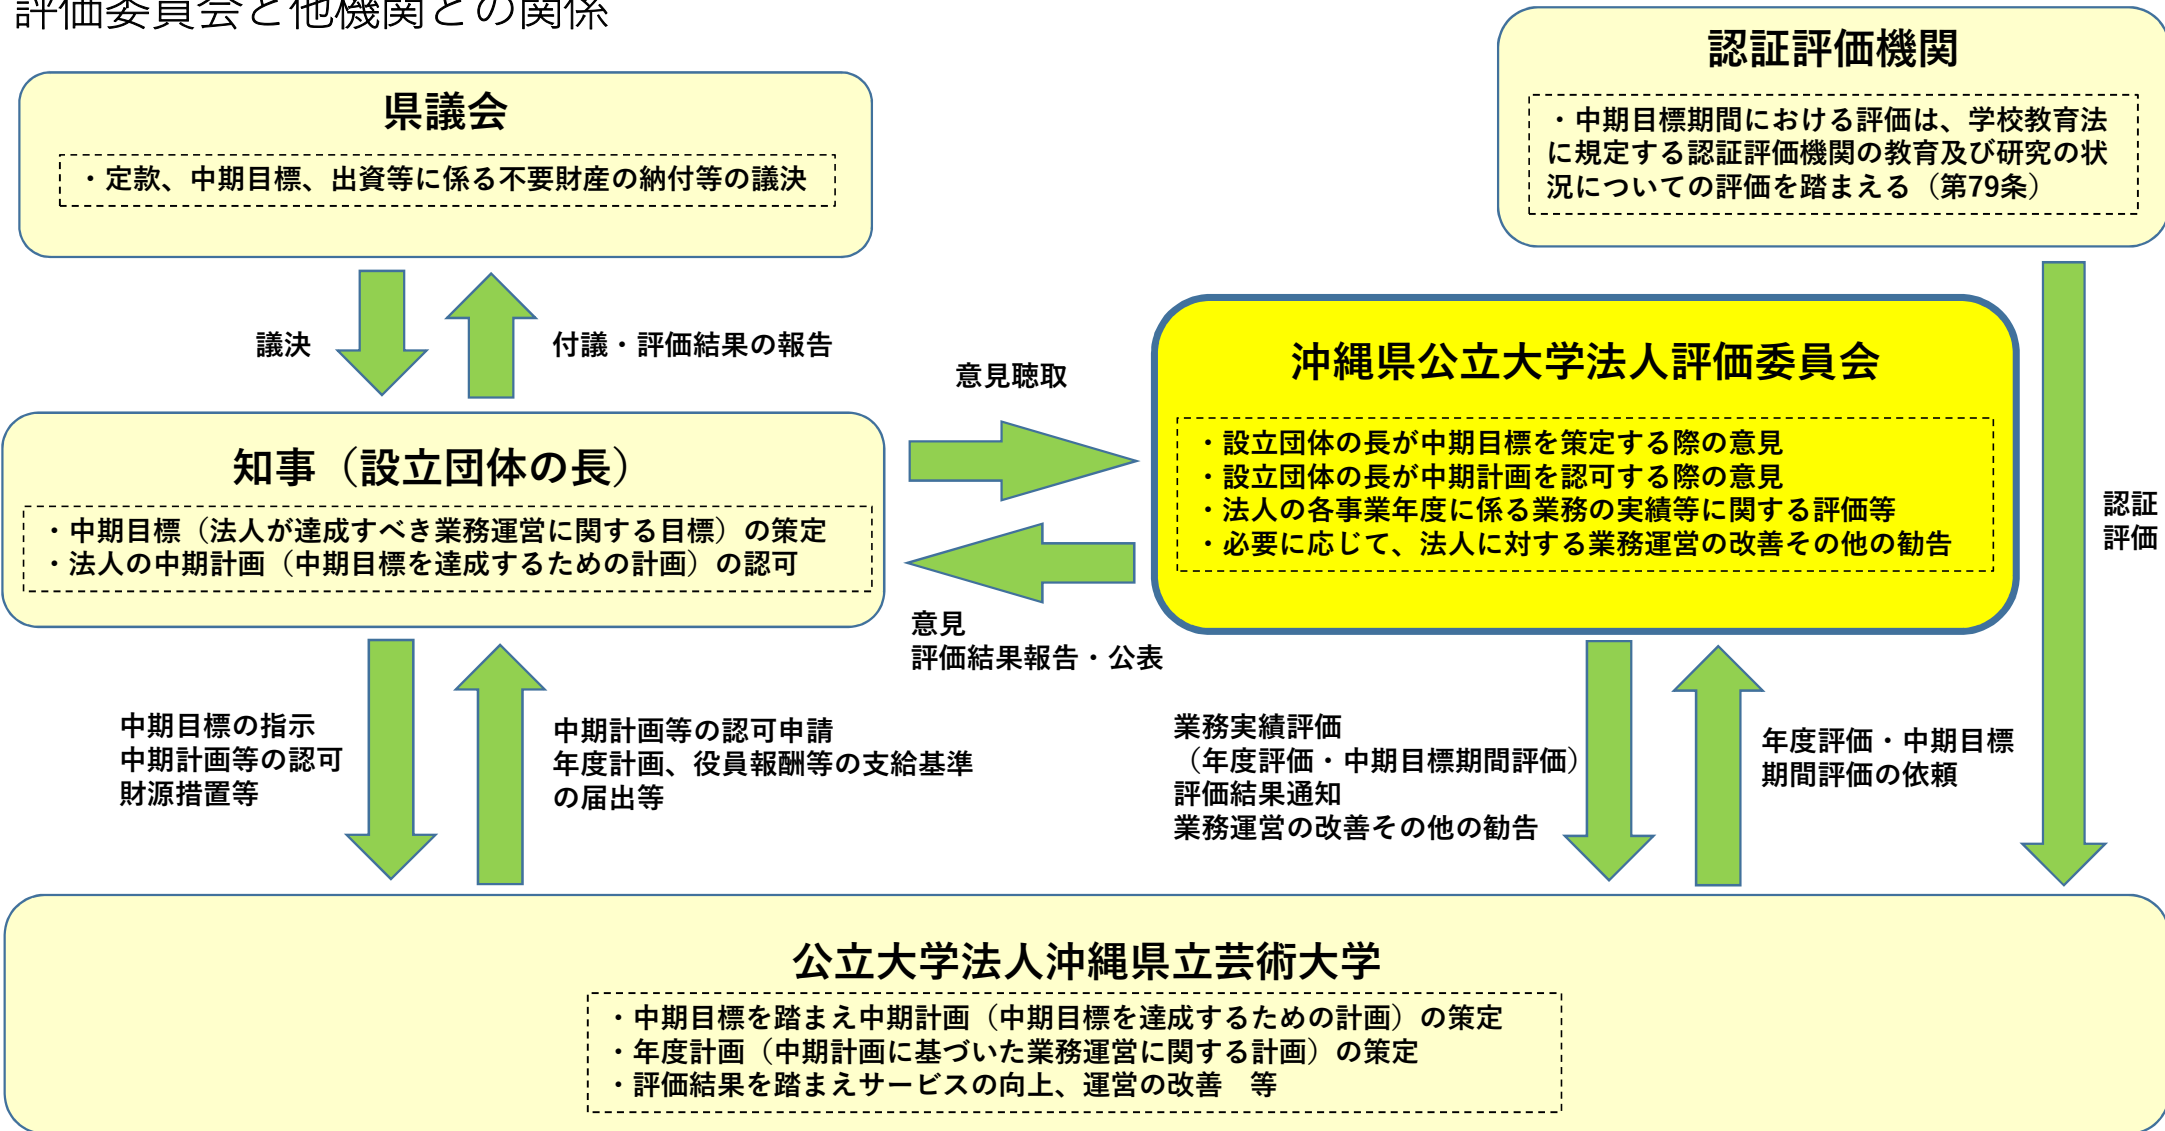 評価委員会と他機関との関係
県議会
・定款、中期目標、出資等に係る不要財産の納付等の議決
認証評価機関
・中期目標期間における評価は、学校教育法
に規定する認証評価機関の教育及び研究の状
況についての評価を踏まえる（第79条）
議決
付議・評価結果の報告
意見聴取
沖縄県公立大学法人評価委員会
・設立団体の長が中期目標を策定する際の意見
・設立団体の長が中期計画を認可する際の意見
・法人の各事業年度に係る業務の実績等に関する評価等
・必要に応じて、法人に対する業務運営の改善その他の勧告
知事（設立団体の長）
・中期目標（法人が達成すべき業務運営に関する目標）の策定
・法人の中期計画（中期目標を達成するための計画）の認可
認証
評価
意見
評価結果報告・公表
中期目標の指示
中期計画等の認可
財源措置等
中期計画等の認可申請
年度計画、役員報酬等の支給基準
の届出等
業務実績評価
（年度評価・中期目標期間評価）
評価結果通知
業務運営の改善その他の勧告
年度評価・中期目標
期間評価の依頼
公立大学法人沖縄県立芸術大学
・中期目標を踏まえ中期計画（中期目標を達成するための計画）の策定
・年度計画（中期計画に基づいた業務運営に関する計画）の策定
・評価結果を踏まえサービスの向上、運営の改善　等